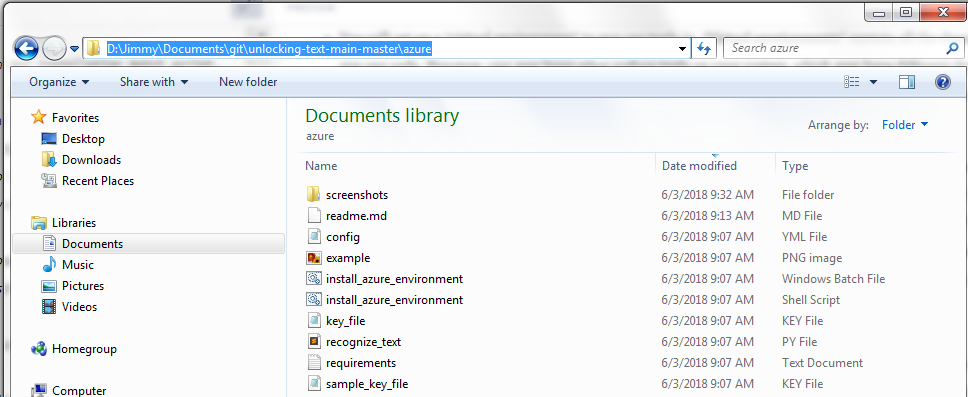 D:\Jimmy\Documents\git\unlocking-text-main-master\azure
Search azure
Organize Share with New folder
Favorites
Desktop
Downloads
Recent Places
Libraries
Documents
Music
Pictures
Videos
Homegroup
Computer
Documents library
azure
Arrange by: Folder
Name Date modified Type
screenshots 6/3/2018 9:32 AM File folder
readme.md 6/3/2018 9:13 AM MD File
config 6/3/2018 9:07 AM YML File
example 6/3/2018 9:07 AM PNG image
install_azure_environment 6/3/2018 9:07 AM Windows Batch File
install_azure_environment 6/3/2018 9:07 AM Shell Script
key_file 6/3/2018 9:07 AM KEY File
recognize_text 6/3/2018 9:07 AM PY File
requirements 6/3/2018 9:07 AM Text Document
sample_key_file 6/3/2018 9:07 AM KEY File